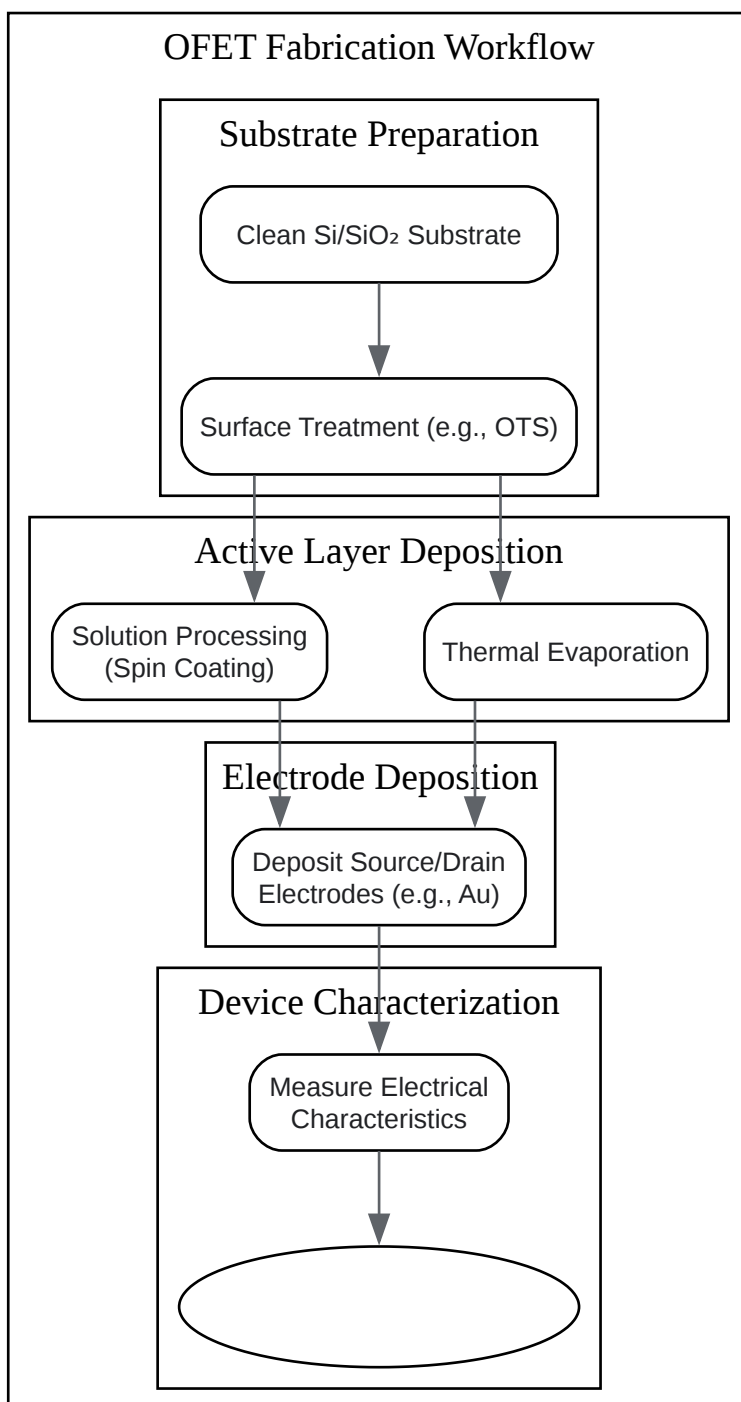 OFET Fabrication Workflow
Substrate Preparation
Clean Si/SiO₂ Substrate
Surface Treatment (e.g., OTS)
Active Layer Deposition
Solution Processing
(Spin Coating)
Thermal Evaporation
Electrode Deposition
Deposit Source/Drain
Electrodes (e.g., Au)
Device Characterization
Measure Electrical
Characteristics